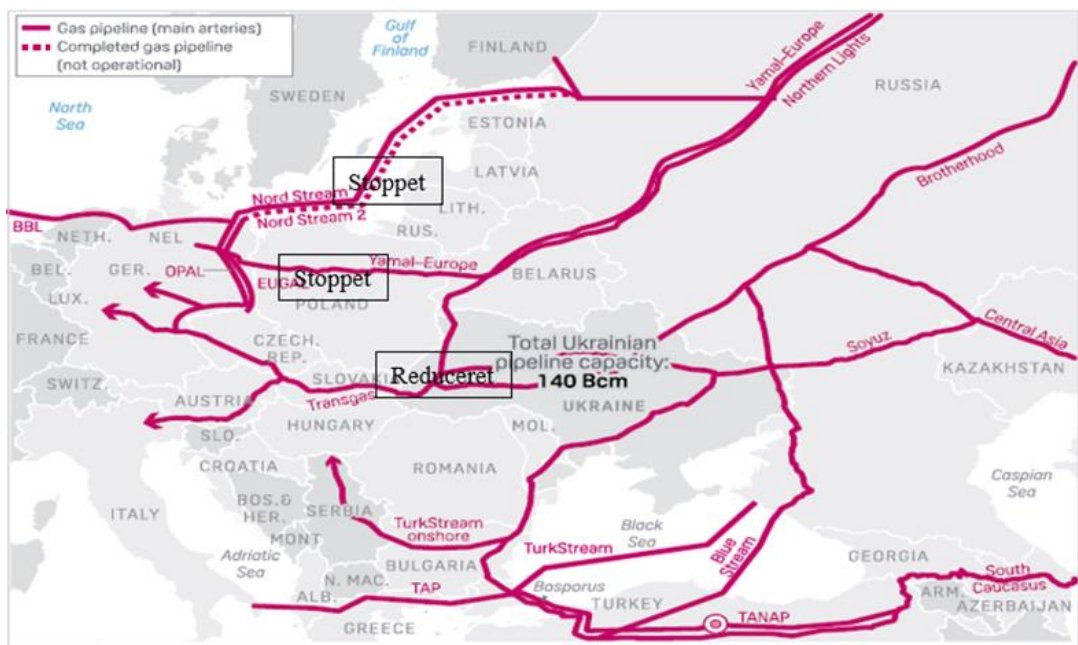 Gas pipeline (main arteries)
Completed gas pipeline
(not operational)
Gulf
of
Finland
FINLAND
Yamal–Europe
Northern Lights
RUSSIA
SWEDEN
North
Sea
ESTONIA
Brotherhood
Stoppet
LATVIA
Nord Stream
Nord Stream 2
LITH.
RUS.
BBL
NETH.
NEL
Yamal–Europe
BELARUS
BEL.
GER.
OPAL
EUGAL
Stoppet
POLAND
LUX.
Central Asia
Soyuz
FRANCE
CZECH.
REP.
Total Ukrainian
pipeline capacity:
140 Bcm
KAZAKHSTAN
SWITZ.
SLOVAKIA
Reduceret
AUSTRIA
Transgas
UKRAINE
HUNGARY
MOL.
SLO.
CROATIA
ROMANIA
Caspian
Sea
ITALY
BOS.&
HER.
SERBIA
TurkStream
onshore
Black
Sea
MONT
TurkStream
Blue
Stream
Adriatic
Sea
BULGARIA
GEORGIA
N. MAC.
ALB.
TAP
Bosporus
TURKEY
South
Caucasus
ARM.
AZERBAIJAN
GREECE
TANAP